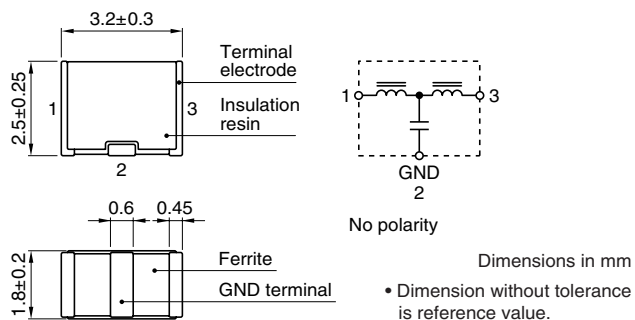 3.2±0.3
2.5±0.25
Terminal
electrode
1
3
Insulation
resin
2
1
3
GND
2
No polarity
0.6
0.45
1.8±0.2
Ferrite
GND terminal
Dimensions in mm
• Dimension without tolerance
is reference value.